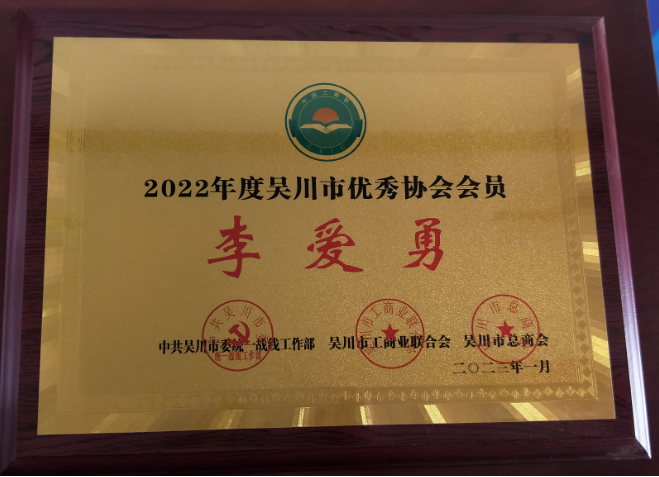 2022年度吴川市优秀协会会员
李爱勇
中共吴川市委统一战线工作部 吴川市工商业联合会 吴川市总商会
二〇二三年一月